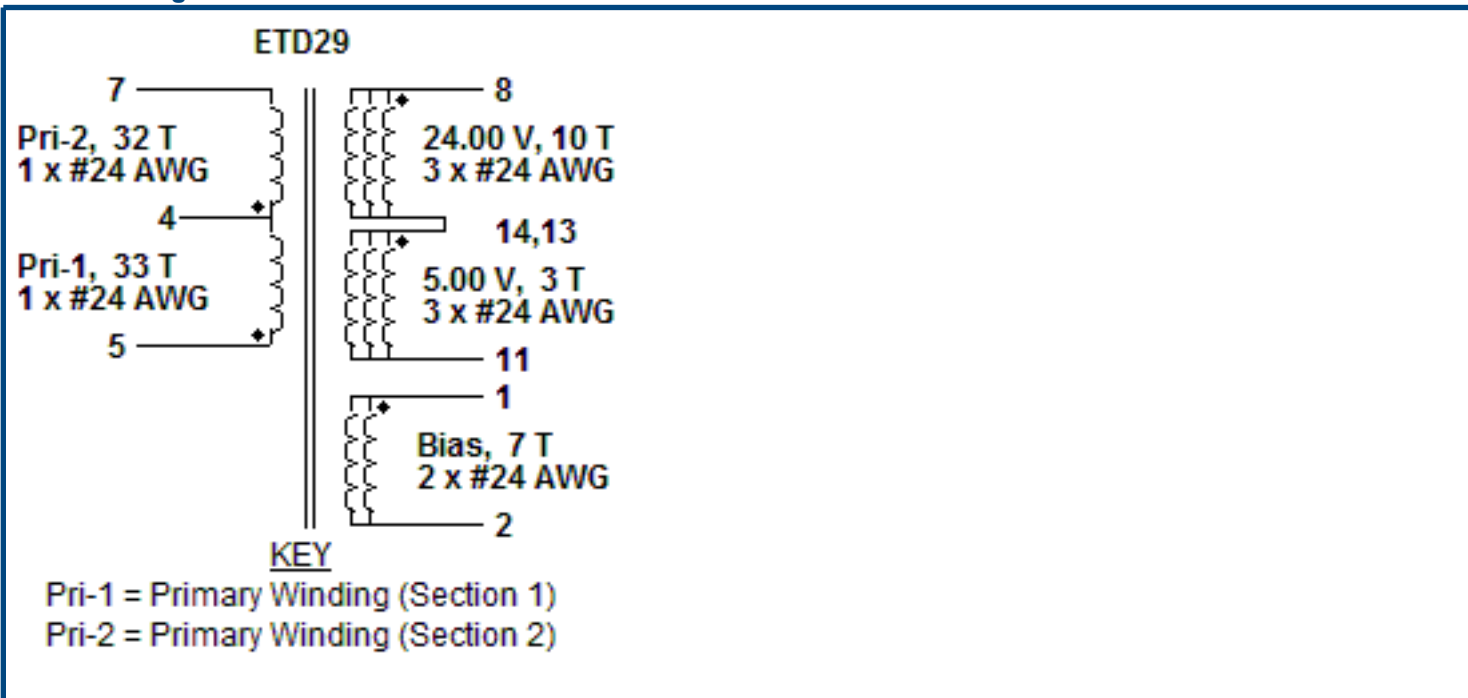 ETD29
7
Pri-2, 32 T
1 x #24 AWG
4
Pri-1, 33 T
1 x #24 AWG
5
8
24.00 V, 10 T
3 x #24 AWG
14,13
5.00 V, 3 T
3 x #24 AWG
11
1
Bias, 7 T
2 x #24 AWG
2
KEY
Pri-1 = Primary Winding (Section 1)
Pri-2 = Primary Winding (Section 2)